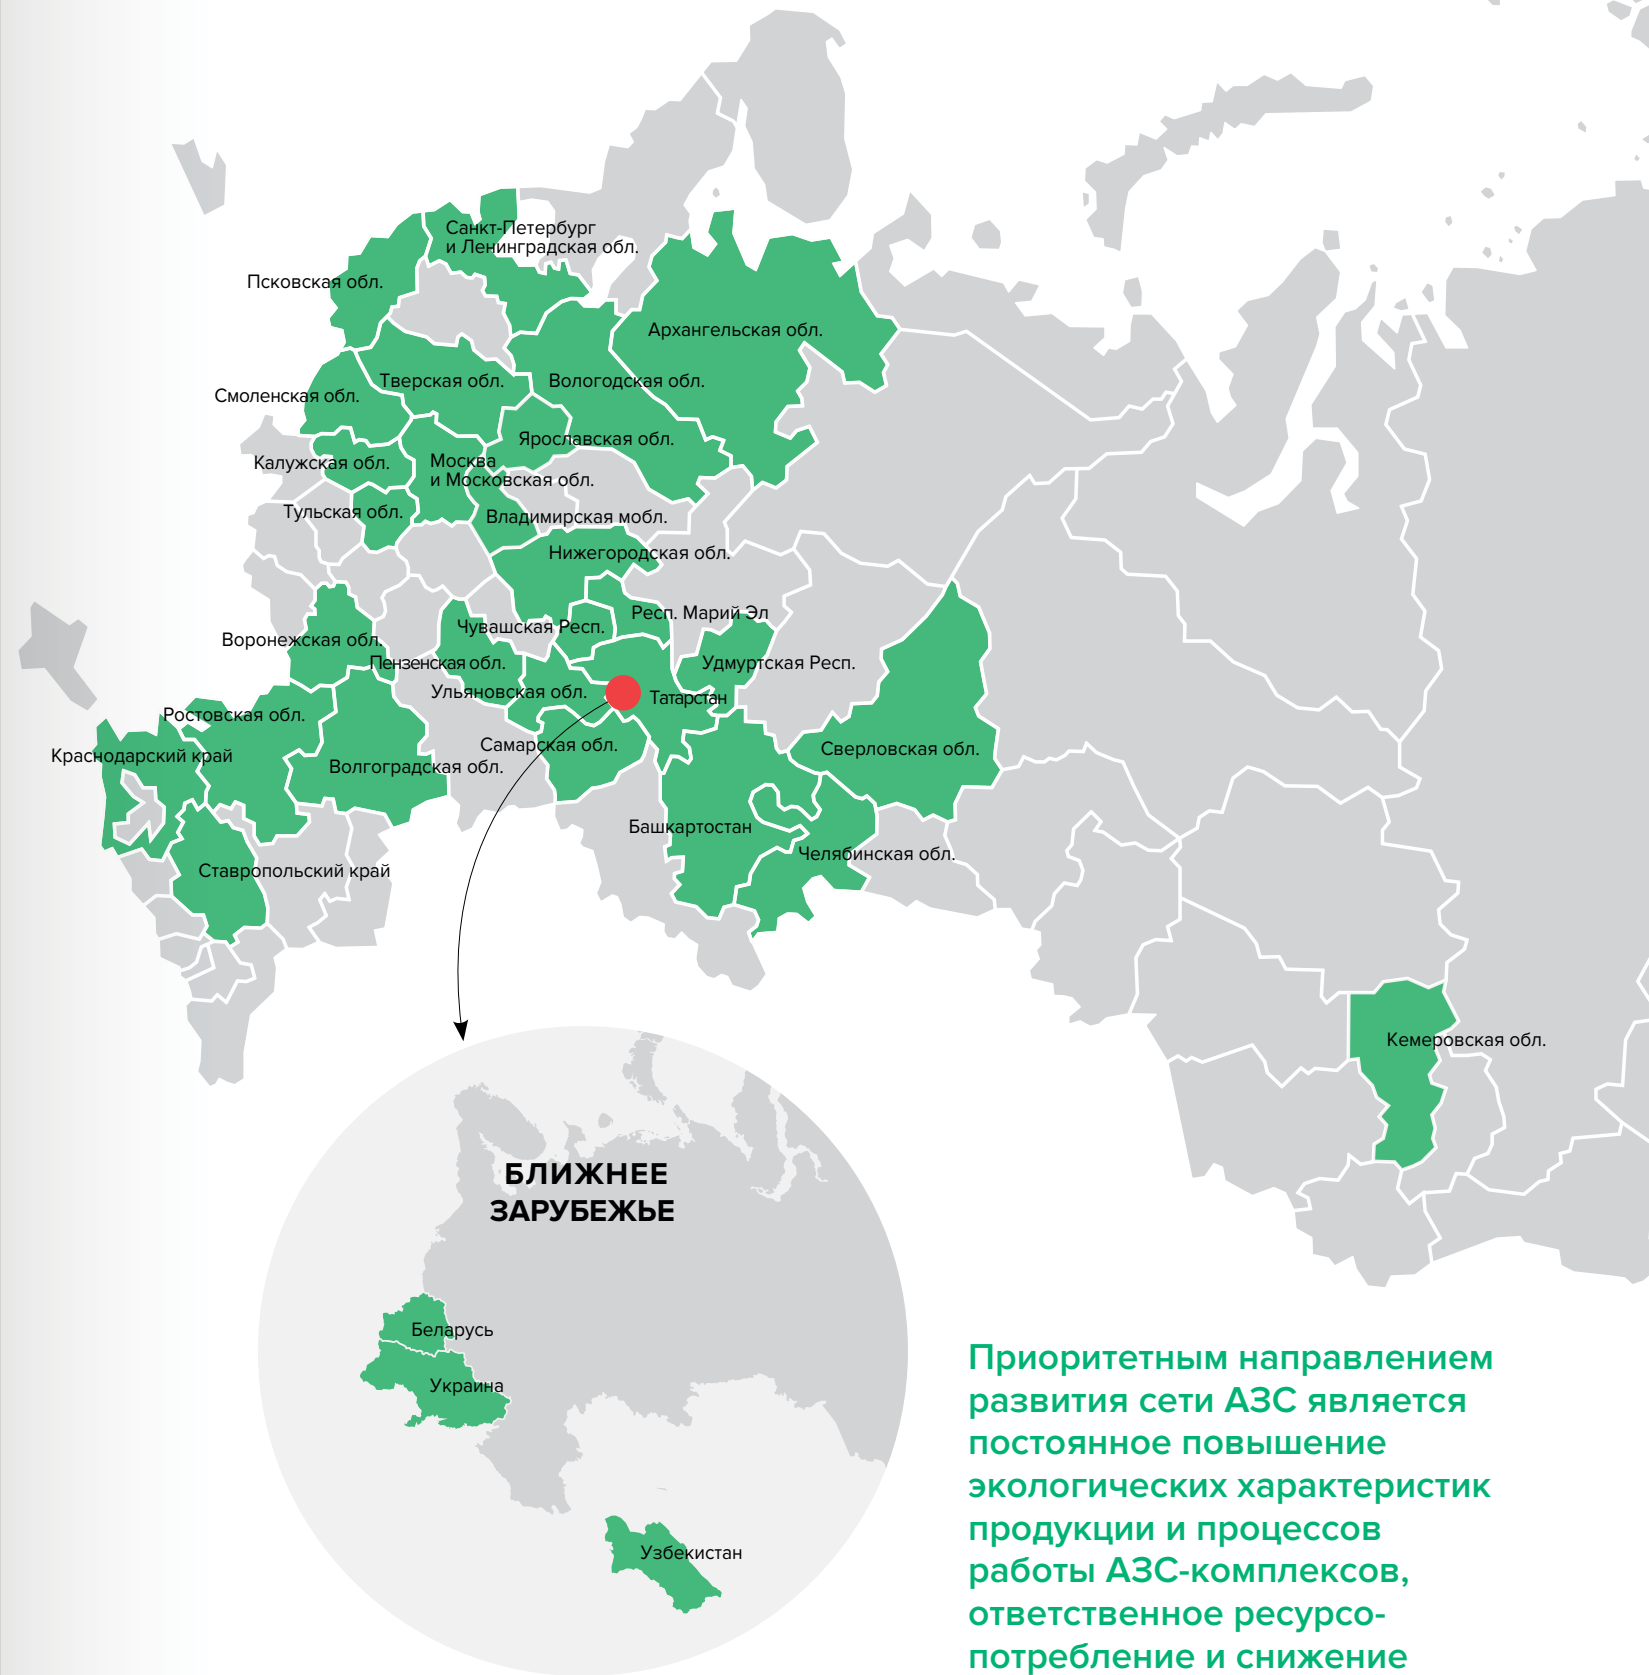 Санкт-Петербург
и Ленинградская обл.
Псковская обл.
Архангельская обл.
Тверская обл.
Вологодская обл.
Смоленская обл.
Ярославская обл.
Калужская обл.
Москва
и Московская обл.
Тульская обл.
Владимирская мобл.
Нижегородская обл.
Респ. Марий Эл
Чувашская Респ.
Воронежская обл.
Пензенская обл.
Удмуртская Респ.
Ульяновская обл.
Татарстан
Ростовская обл.
Самарская обл.
Сверловская обл.
Краснодарский край
Волгоградская обл.
Башкартостан
Челябинская обл.
Ставропольский край
Кемеровская обл.
БЛИЖНЕЕ
ЗАРУБЕЖЬЕ
Беларусь
Украина
Узбекистан
Приоритетным направлением
развития сети АЗС является
постоянное повышение
экологических характеристик
продукции и процессов
работы АЗС-комплексов,
ответственное ресурсо-
потребление и снижение